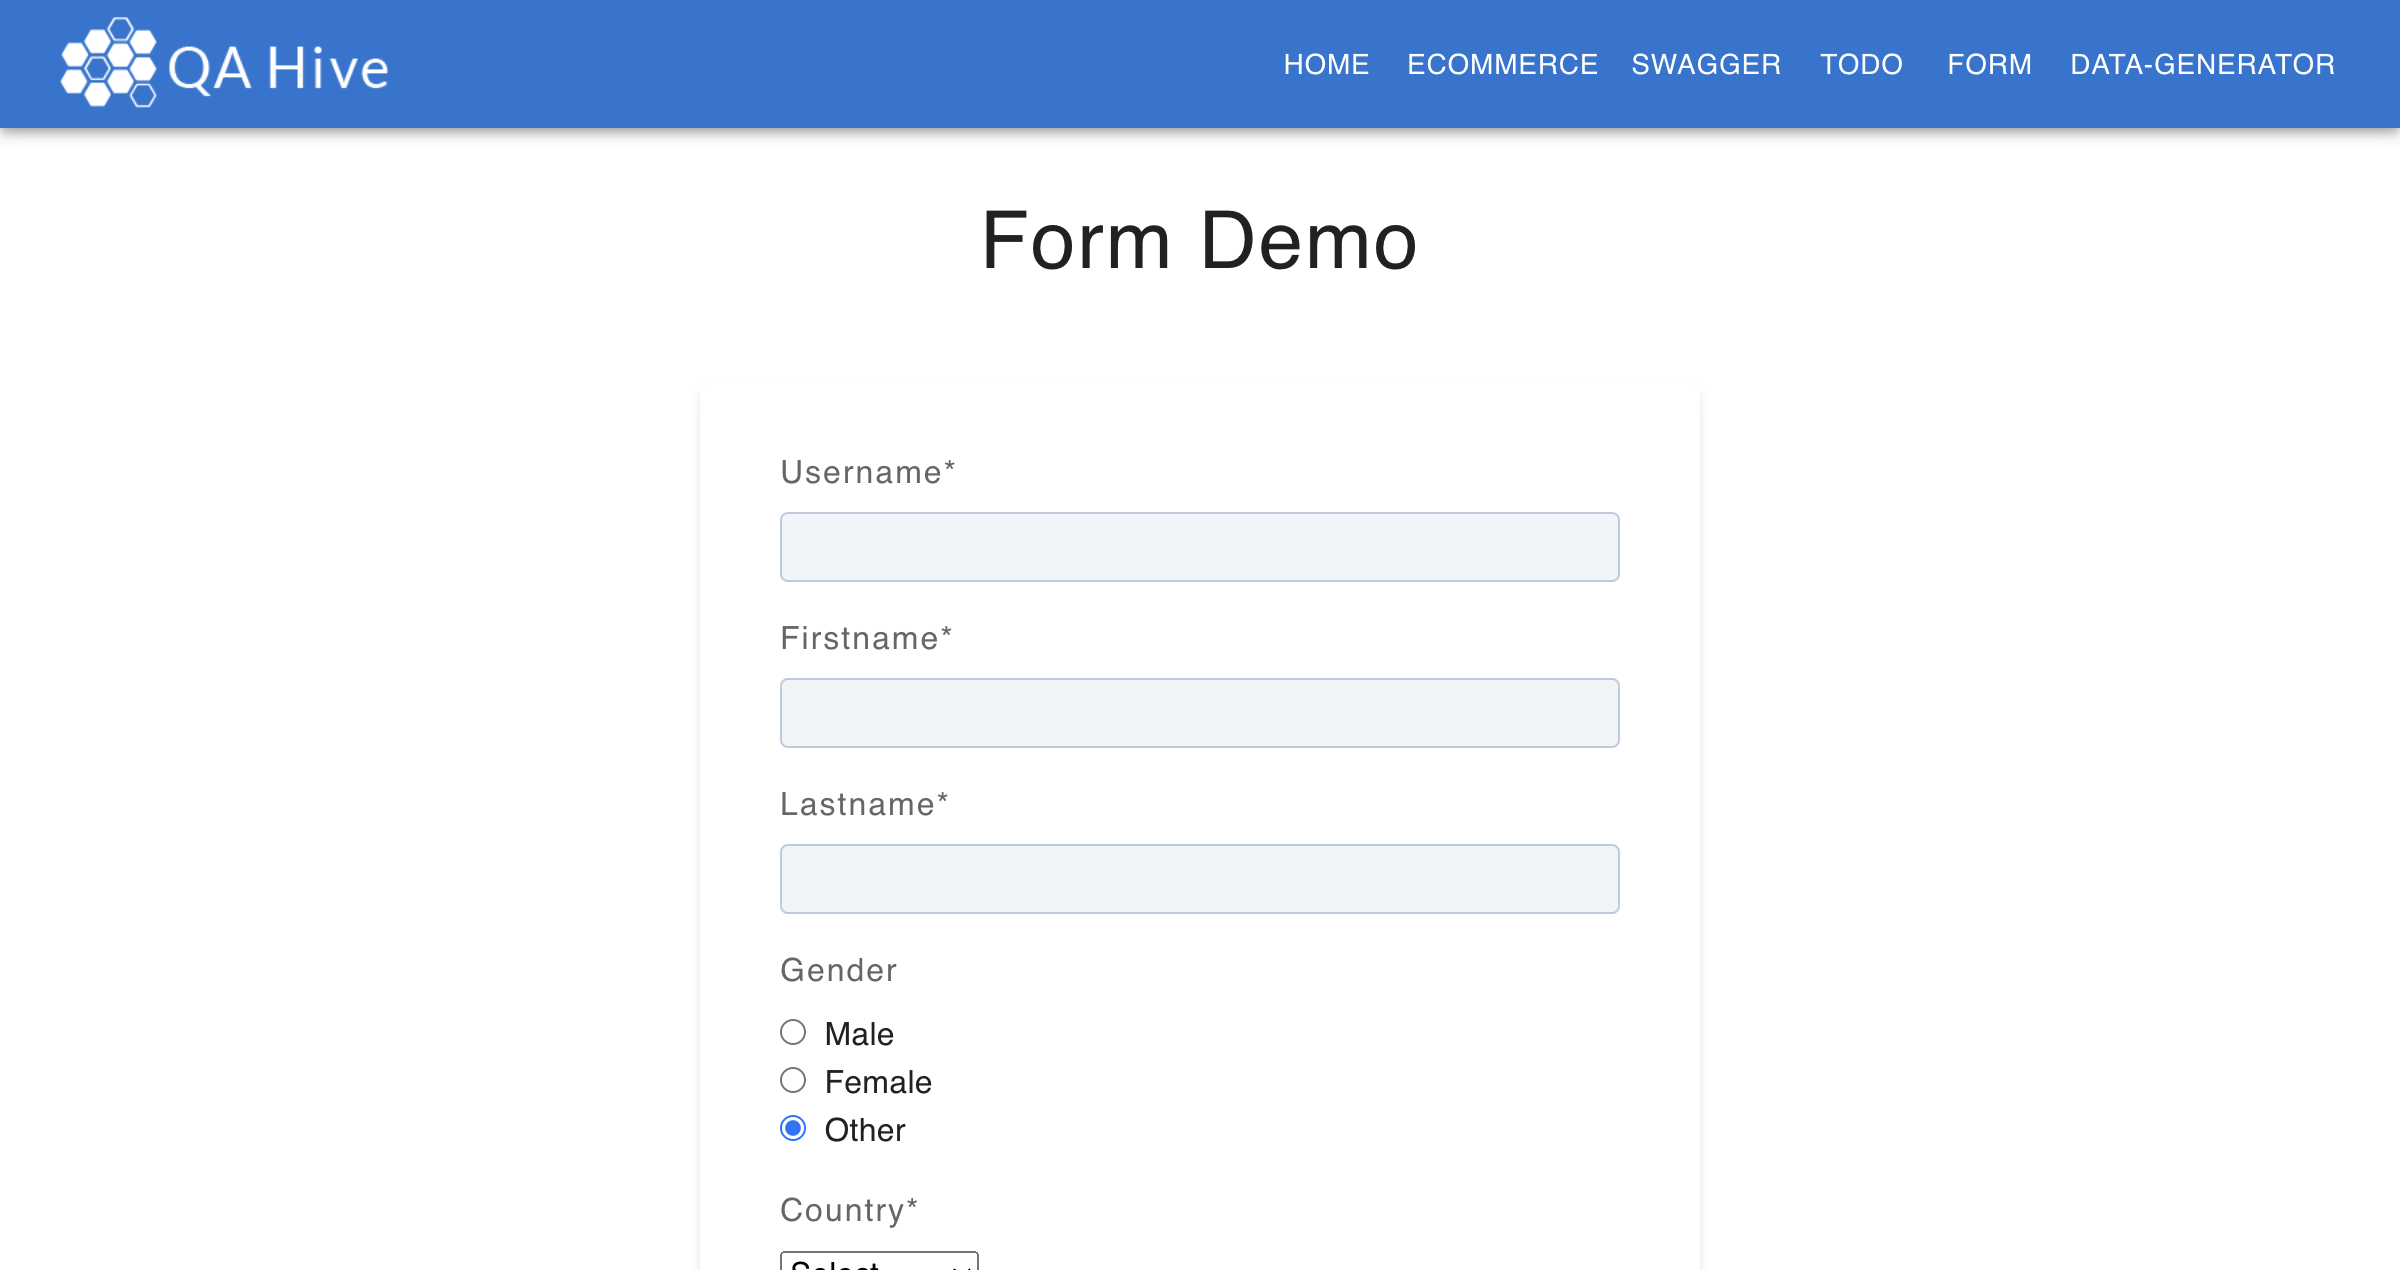 QA Hive
HOME ECOMMERCE SWAGGER TODO FORM DATA-GENERATOR
Form Demo
Username*
Firstname*
Lastname*
Gender
Male
Female
Other
Country*
Select